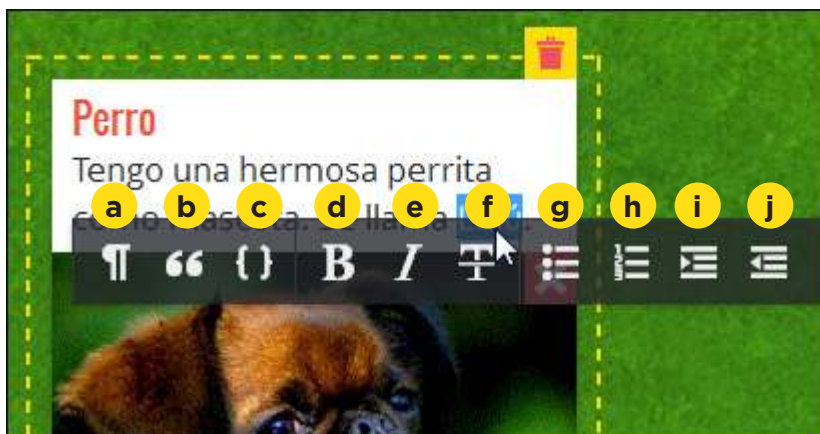 Perro
Tengo una hermosa perrita
a b c d e f g h i j
¶ “ { } B I T